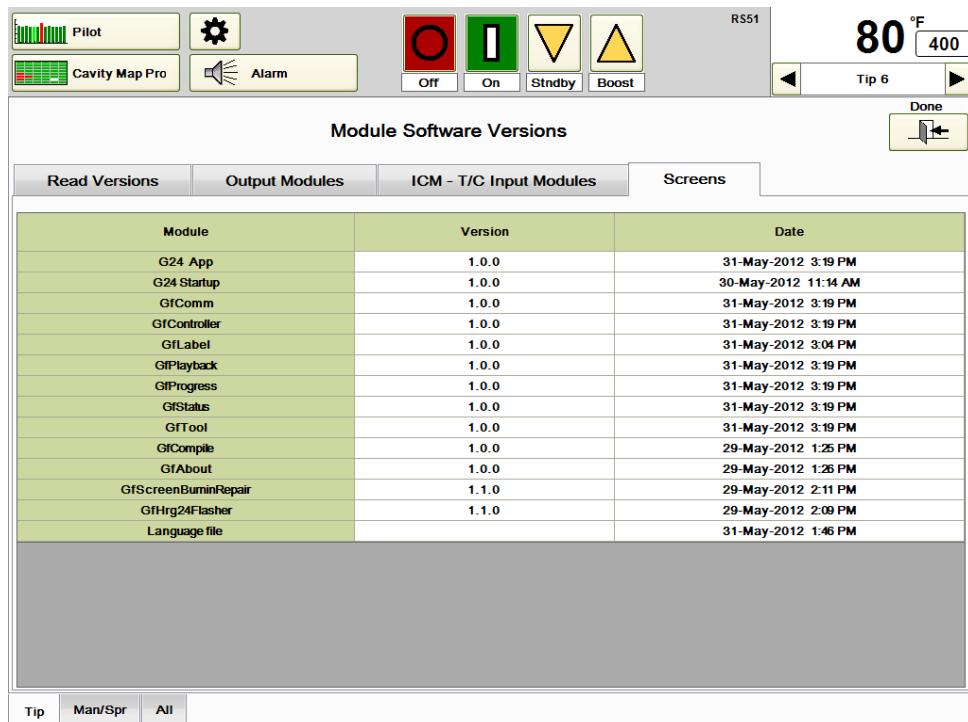 Pilot
RS51
80 °F
400
Cavity Map Pro
Alarm
Off On Stndby Boost
Tip 6
Module Software Versions
Done
Read Versions Output Modules ICM - T/C Input Modules Screens
Module Version Date
G24 App 1.0.0 31-May-2012 3:19 PM
G24 Startup 1.0.0 30-May-2012 11:14 AM
GfComm 1.0.0 31-May-2012 3:19 PM
GfController 1.0.0 31-May-2012 3:19 PM
GfLabel 1.0.0 31-May-2012 3:04 PM
GfPlayback 1.0.0 31-May-2012 3:19 PM
GfProgress 1.0.0 31-May-2012 3:19 PM
GfStatus 1.0.0 31-May-2012 3:19 PM
GfTool 1.0.0 31-May-2012 3:19 PM
GfCompile 1.0.0 29-May-2012 1:25 PM
GfAbout 1.0.0 29-May-2012 1:26 PM
GfScreenBurninRepair 1.1.0 29-May-2012 2:11 PM
GfHrg24Flasher 1.1.0 29-May-2012 2:09 PM
Language file 31-May-2012 1:46 PM
Tip Man/Spr All